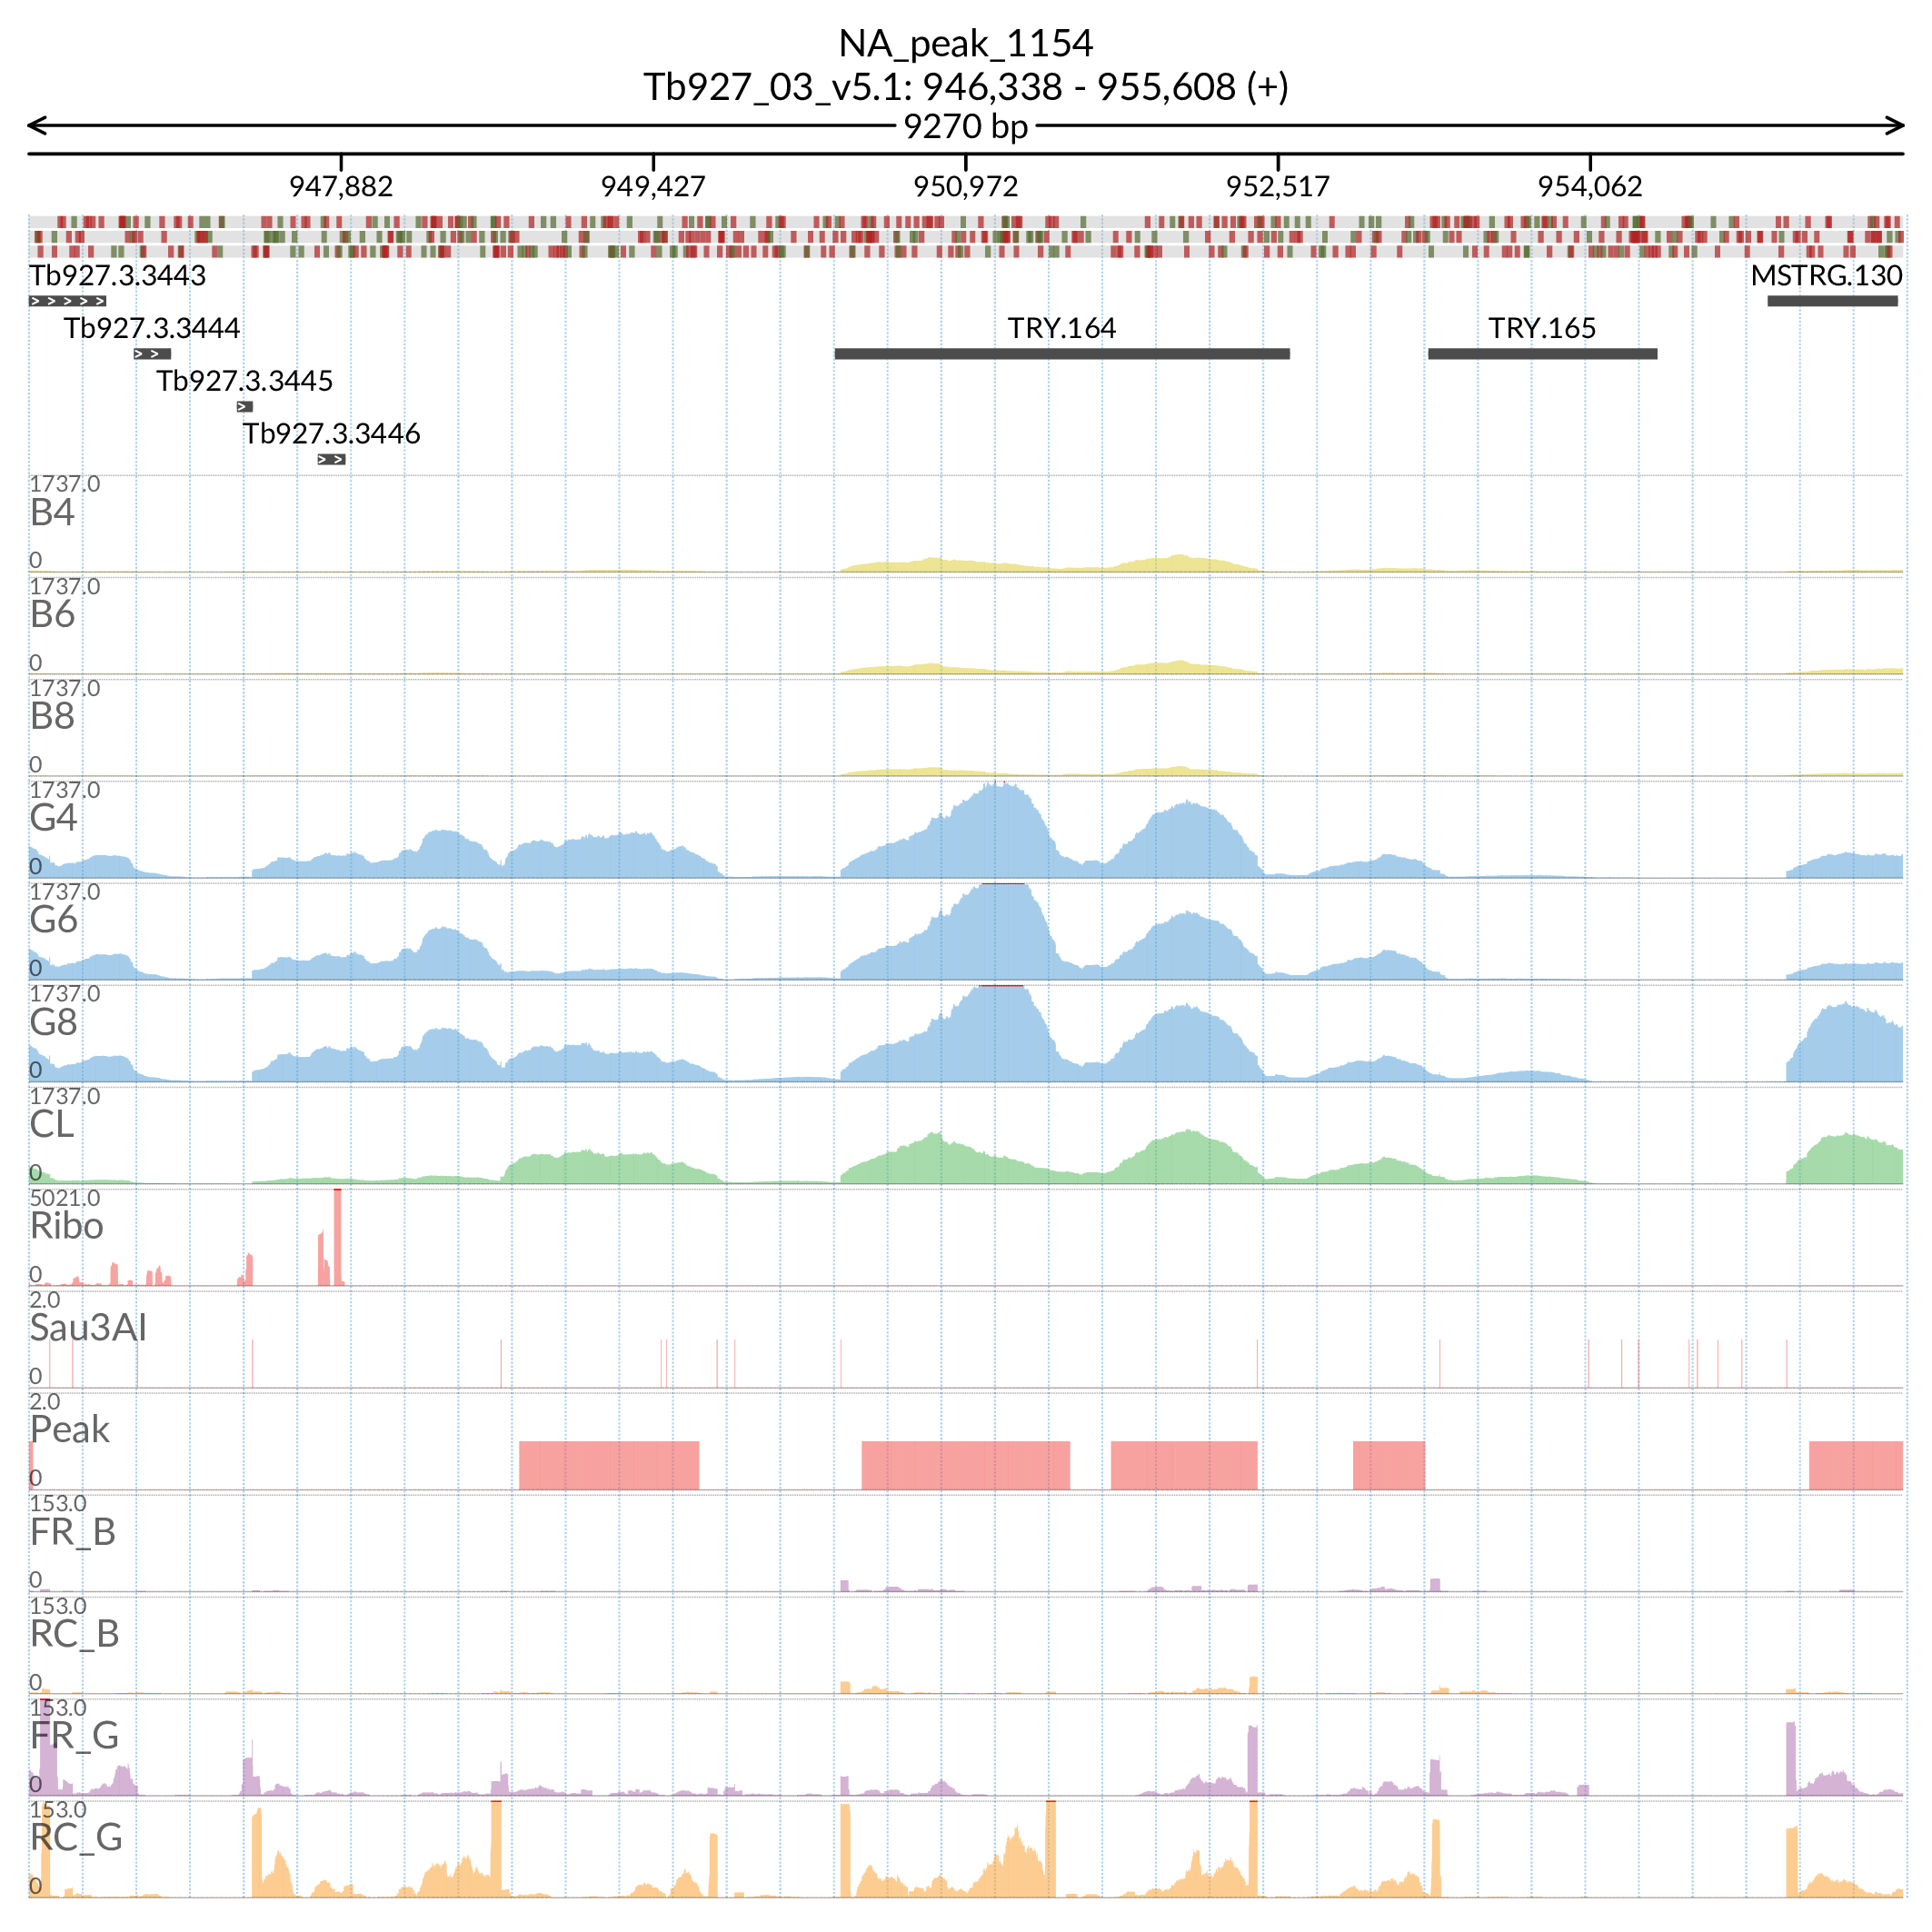 NA_peak_1154
Tb927_03_v5.1: 946,338 - 955,608 (+)
9270 bp
947,882 949,427 950,972 952,517 954,062
Tb927.3.3443 MSTRG.130
Tb927.3.3444 TRY.164 TRY.165
Tb927.3.3445
Tb927.3.3446
1737.0
B4
0
1737.0
B6
0
1737.0
B8
0
1737.0
G4
0
1737.0
G6
0
1737.0
G8
0
1737.0
CL
0
5021.0
Ribo
0
2.0
Sau3AI
0
2.0
Peak
0
153.0
FR_B
0
153.0
RC_B
0
153.0
FR_G
0
153.0
RC_G
0